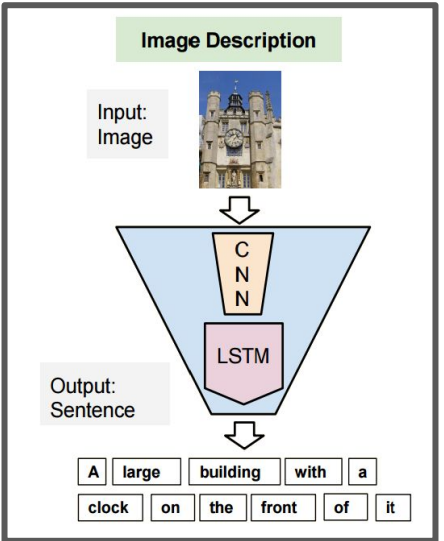 Image Description
Input:
Image
C
N
N
LSTM
Output:
Sentence
A large building with a
clock on the front of it